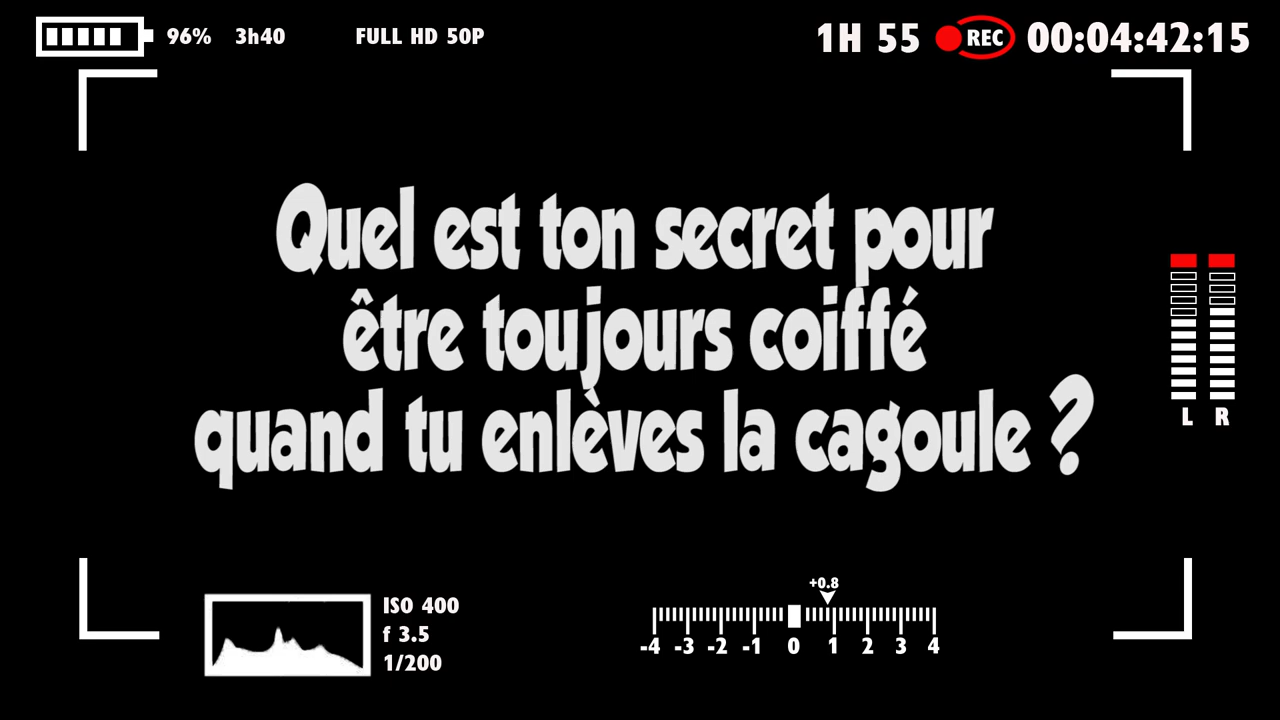 96% 3h40 FULL HD 50P 1H 55 REC 00:04:42:15
Quel est ton secret pour
être toujours coiffé
quand tu enlèves la cagoule ?
L R
ISO 400
f 3.5
1/200
+0.8
-4 -3 -2 -1 0 1 2 3 4